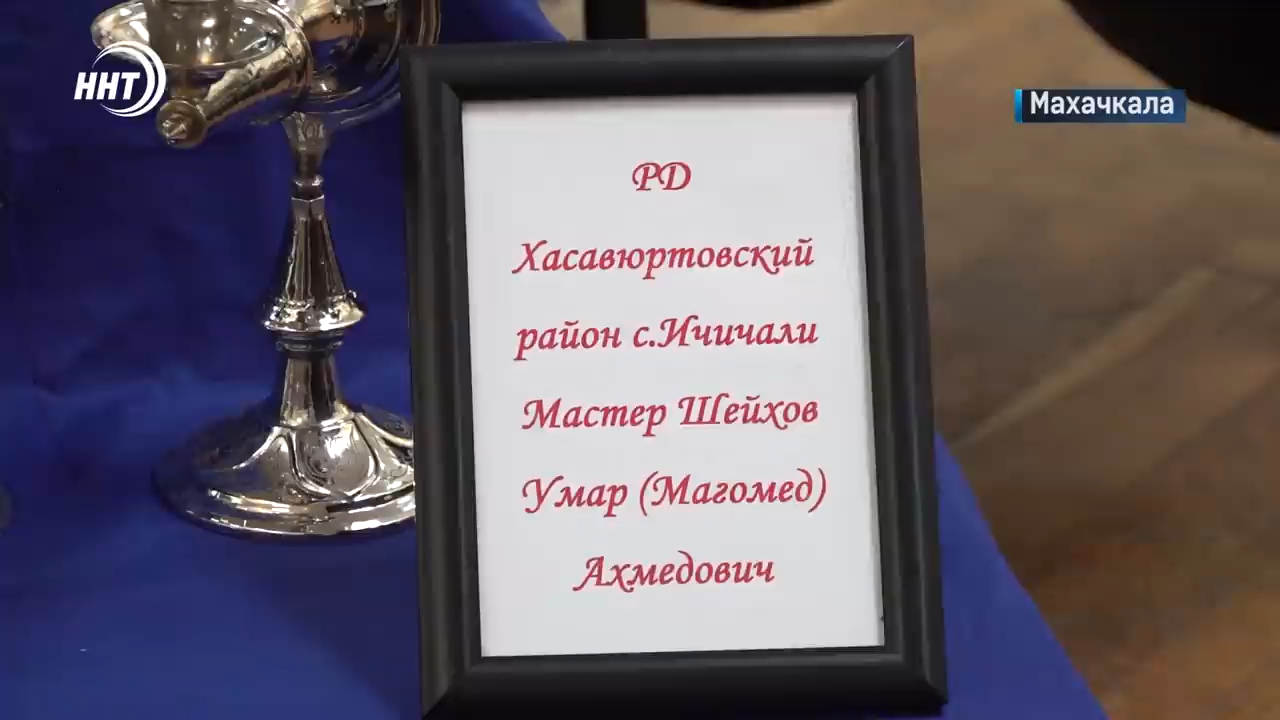 ННТ
Махачкала
РД
Хасавюртовский
район с.Ичичали
Мастер Шейхов
Умар (Магомед)
Ахмедович